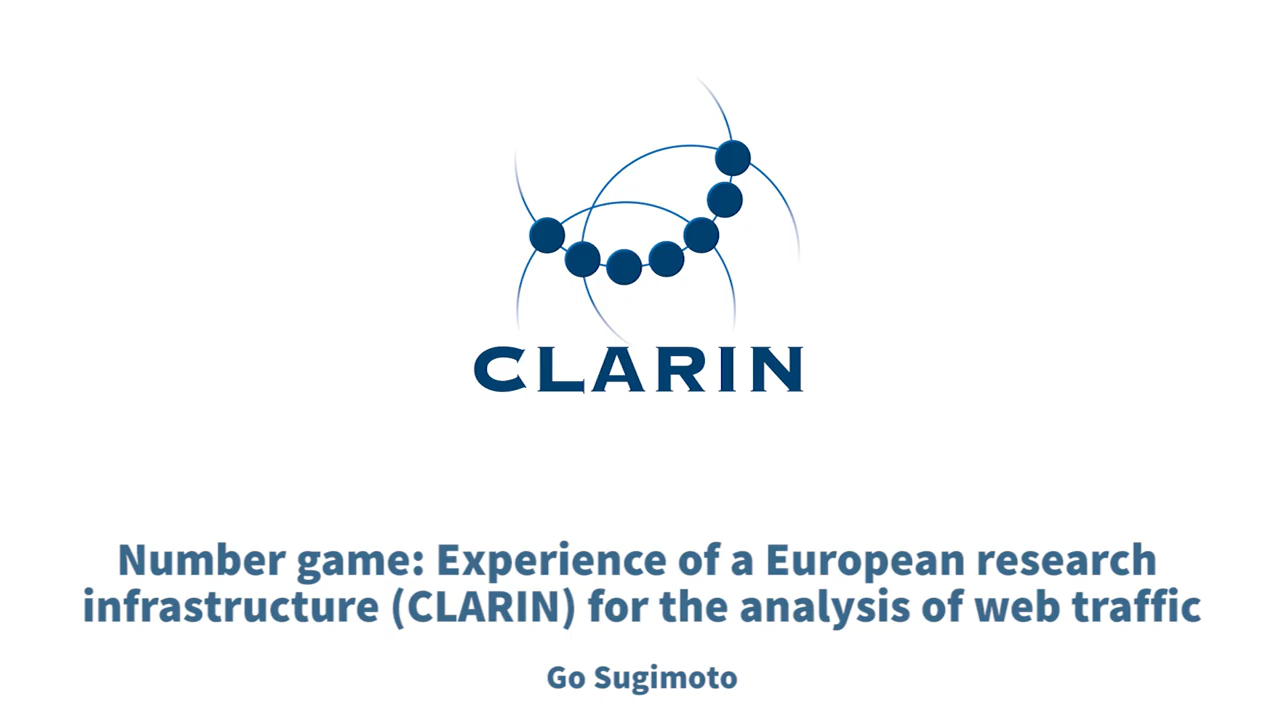 CLARIN
Number game: Experience of a European research
infrastructure (CLARIN) for the analysis of web traffic
Go Sugimoto